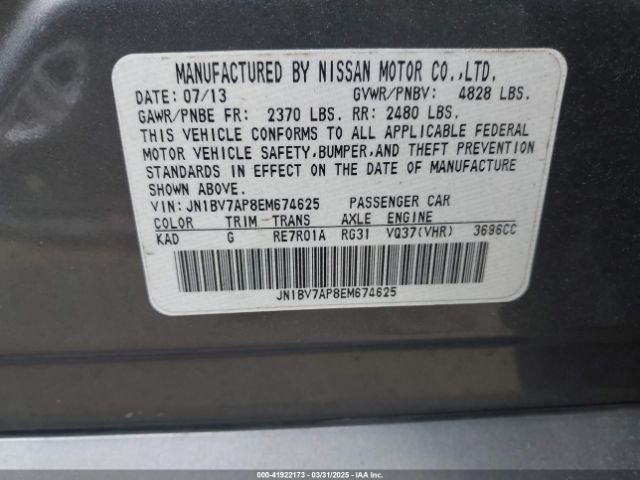 MANUFACTURED BY NISSAN MOTOR CO.,LTD.
DATE: 07/13 GVWR/PNBV: 4828 LBS.
GAWR/PNBE FR: 2370 LBS. RR: 2480 LBS.
THIS VEHICLE CONFORMS TO ALL APPLICABLE FEDERAL
MOTOR VEHICLE SAFETY,BUMPER,AND THEFT PREVENTION
STANDARDS IN EFFECT ON THE DATE OF MANUFACTURE
SHOWN ABOVE.
VIN: JN1BV7AP8EM674625 PASSENGER CAR
COLOR TRIM-TRANS AXLE ENGINE
KAD G RE7R01A RG31 VQ37(VHR) 3696CC
JN1BV7AP8EM674625
000-41922173 - 03/31/2025 - IAAI.COM